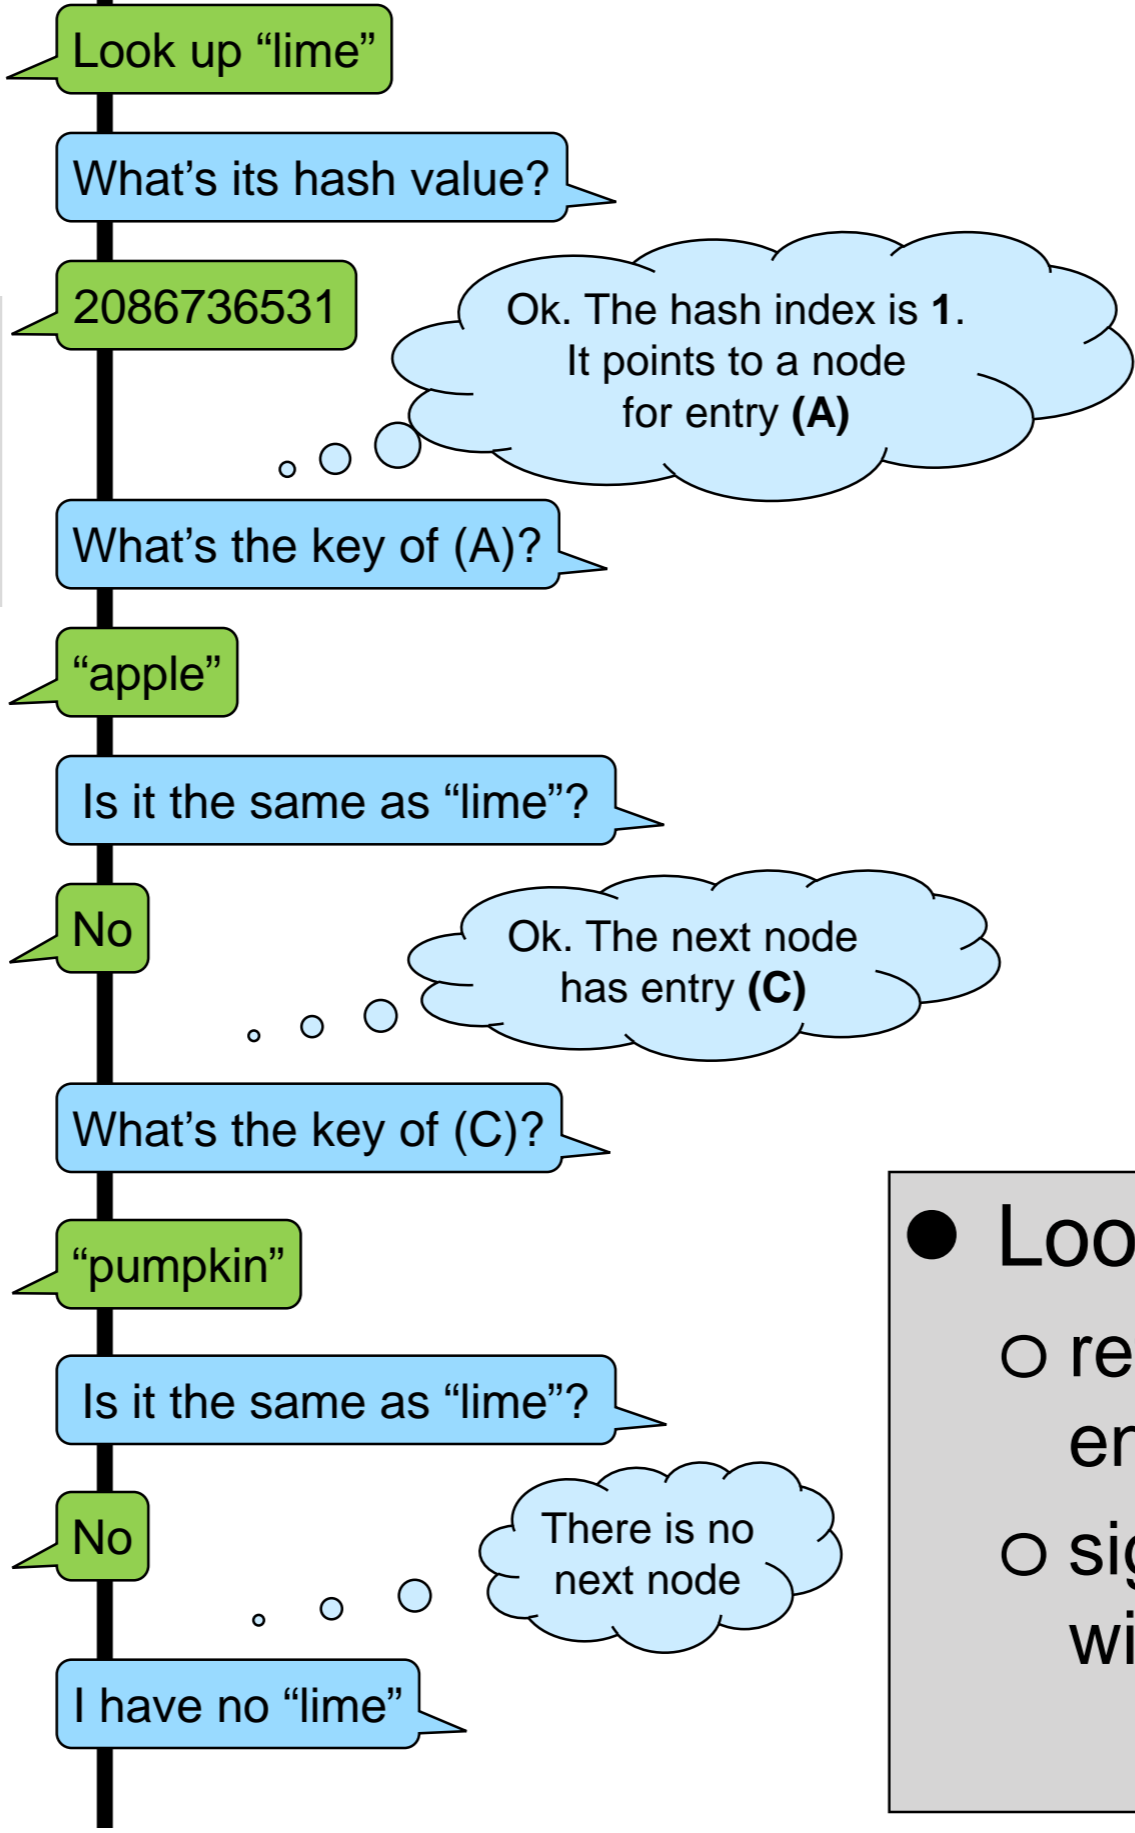 Look up “lime”
What’s its hash value?
2086736531
Ok. The hash index is 1.
It points to a node
for entry (A)
What’s the key of (A)?
“apple”
Is it the same as “lime”?
No
Ok. The next node
has entry (C)
What’s the key of (C)?
“pumpkin”
Is it the same as “lime”?
No
There is no
next node
I have no “lime”